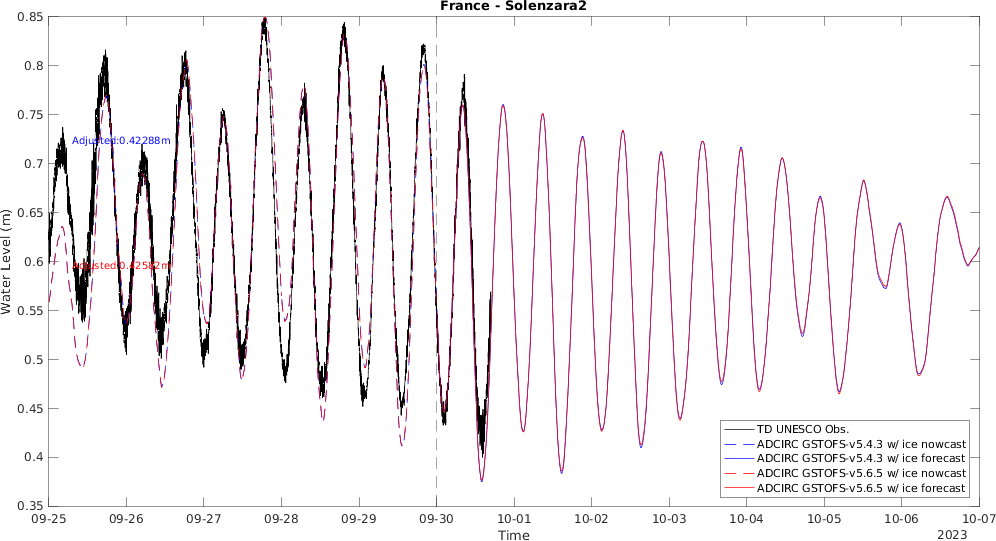 France - Solenzara2
0.85
0.8
0.75
0.7
0.65
0.6
0.55
0.5
0.45
0.4
0.35
Water Level (m)
Adjusted:0.42288m
Adjusted:0.42582m
TD UNESCO Obs.
ADCIRC GSTOFS-v5.4.3 w/ ice nowcast
ADCIRC GSTOFS-v5.4.3 w/ ice forecast
ADCIRC GSTOFS-v5.6.5 w/ ice nowcast
ADCIRC GSTOFS-v5.6.5 w/ ice forecast
09-25 09-26 09-27 09-28 09-29 09-30 10-01 10-02 10-03 10-04 10-05 10-06 10-07
Time
2023